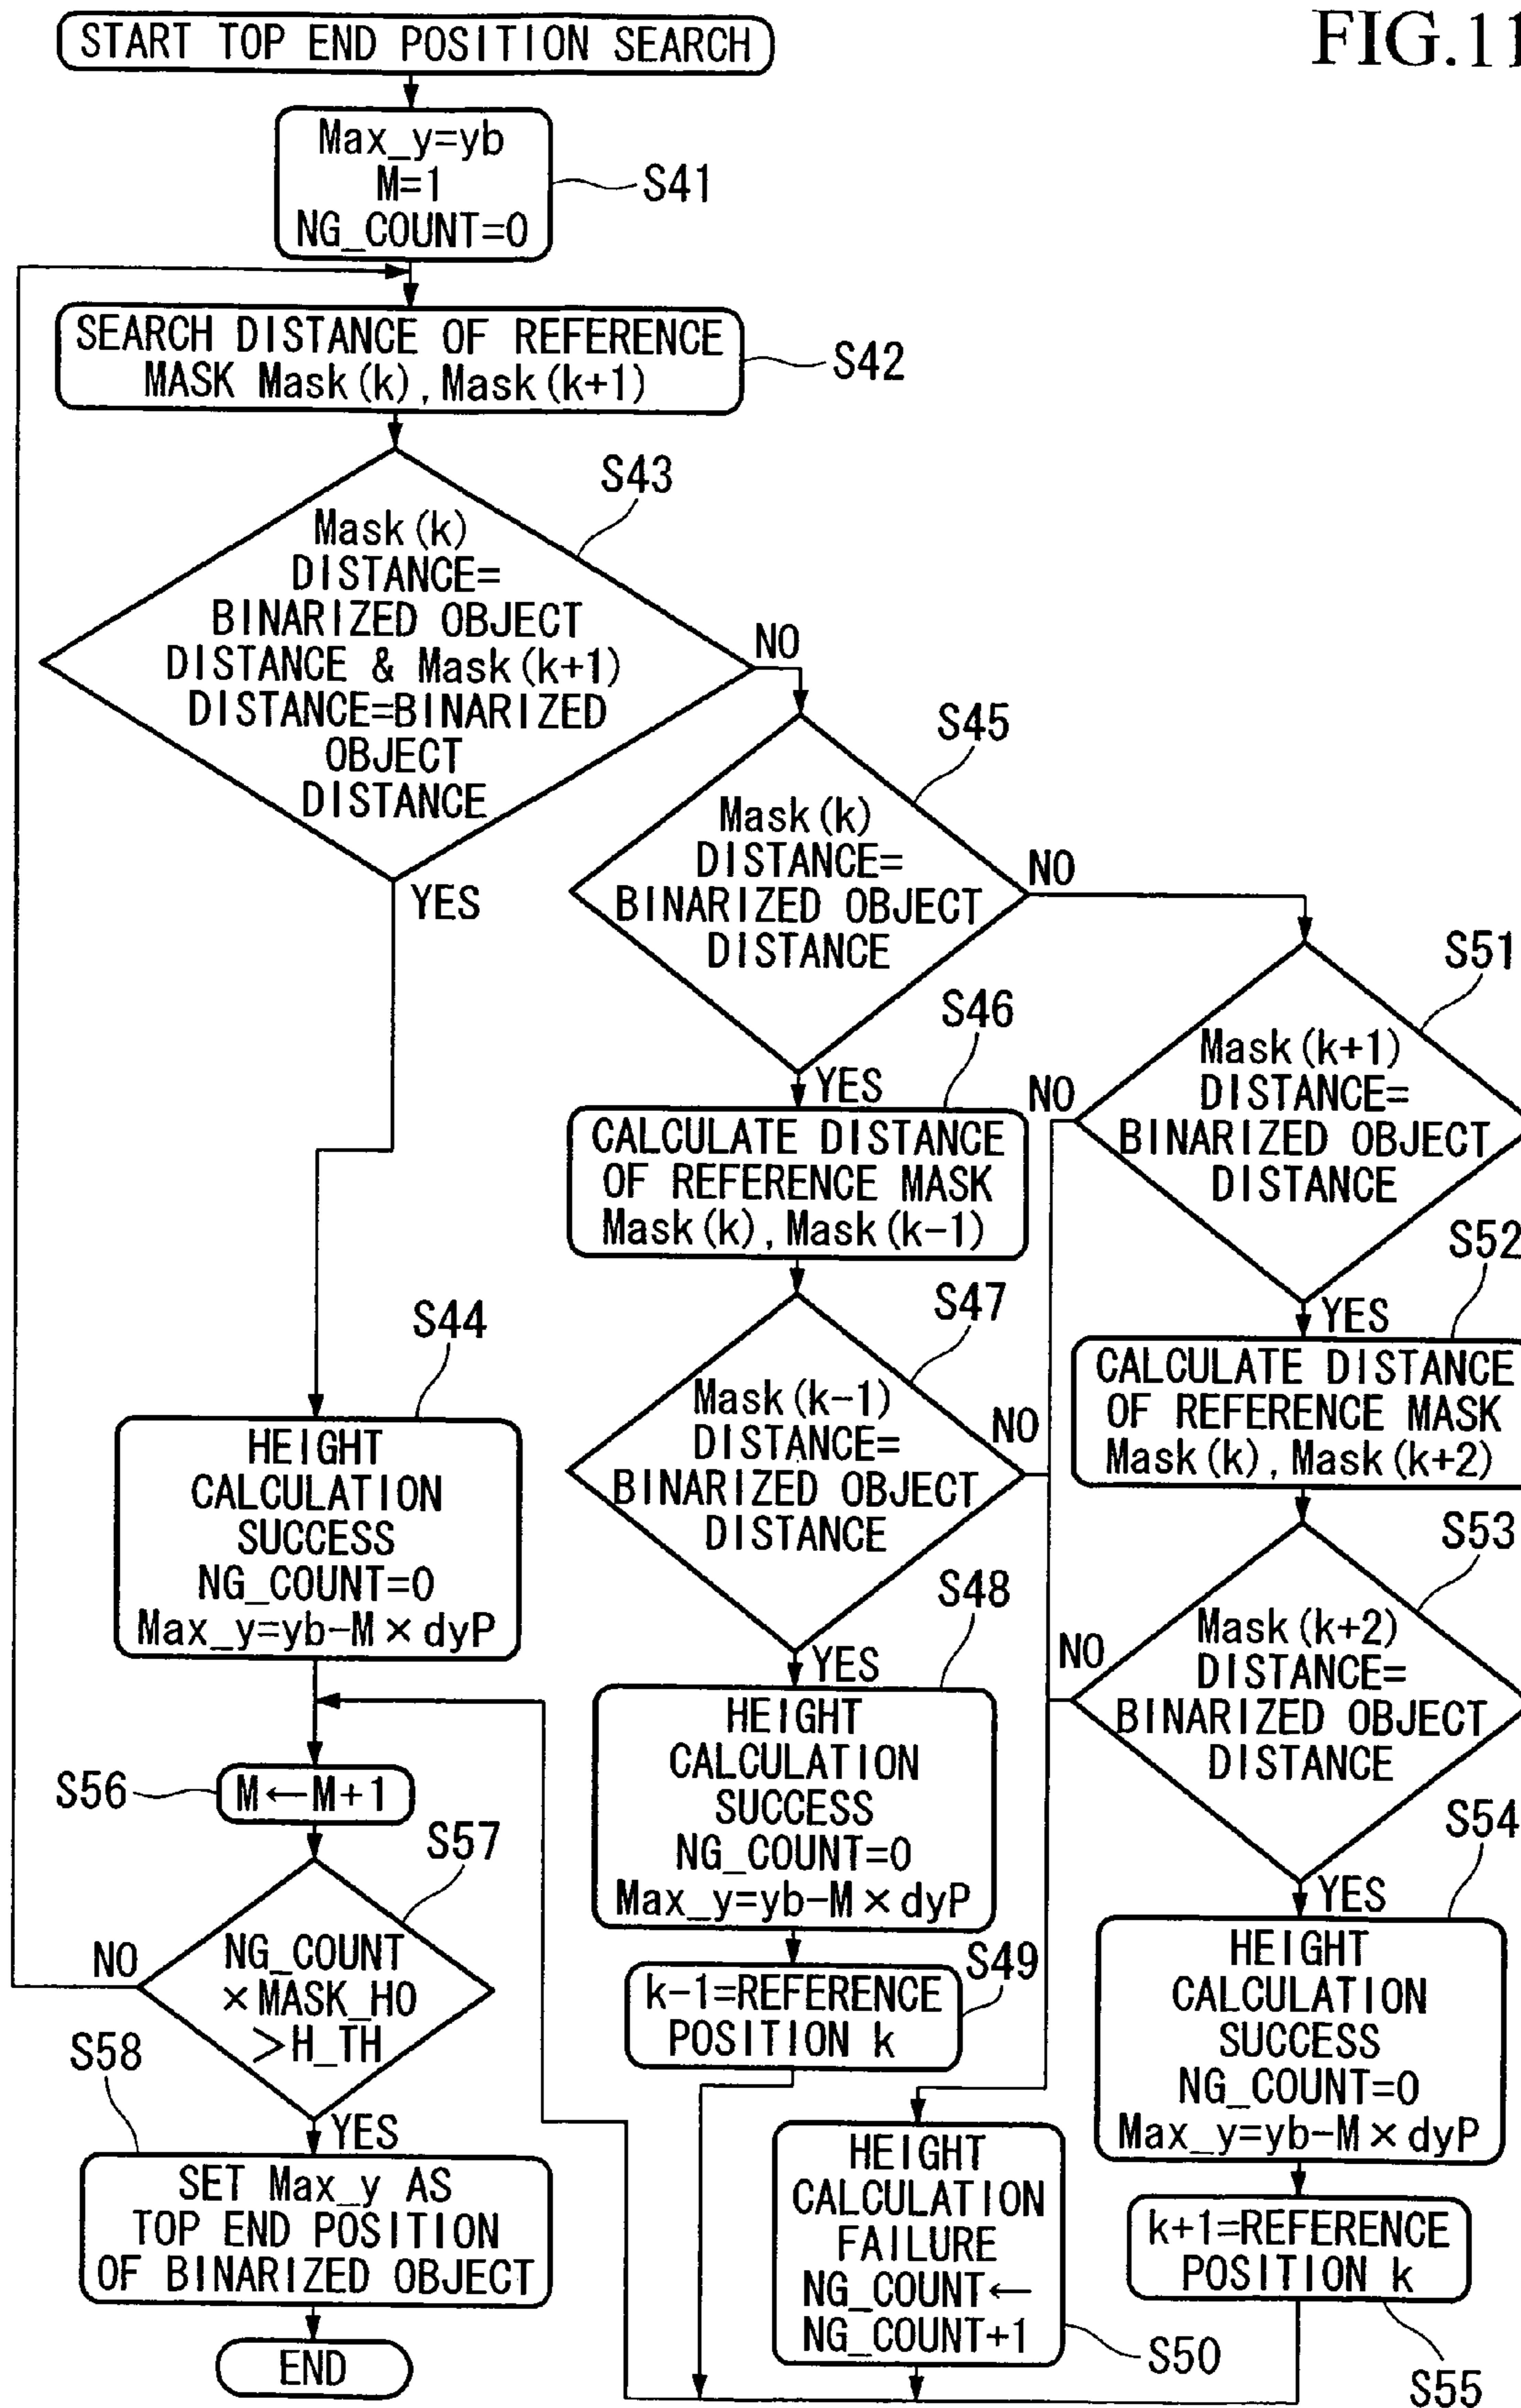 FIG.11
START TOP END POSITION SEARCH
Max_y=yb
M=1
NG_COUNT=0
S41
SEARCH DISTANCE OF REFERENCE
MASK Mask(k),Mask(k+1)
S42
S43
Mask(k)
DISTANCE=
BINARIZED OBJECT
DISTANCE & Mask(k+1)
DISTANCE=BINARIZED
OBJECT
DISTANCE
NO
YES
S45
Mask(k)
DISTANCE=
BINARIZED OBJECT
DISTANCE
NO
YES
S46
CALCULATE DISTANCE
OF REFERENCE MASK
Mask(k),Mask(k-1)
S51
Mask(k+1)
DISTANCE=
BINARIZED OBJECT
DISTANCE
NO
YES
S52
CALCULATE DISTANCE
OF REFERENCE MASK
Mask(k),Mask(k+2)
S44
HEIGHT
CALCULATION
SUCCESS
NG_COUNT=0
Max_y=yb-M×dyP
S47
Mask(k-1)
DISTANCE=
BINARIZED OBJECT
DISTANCE
NO
YES
S48
HEIGHT
CALCULATION
SUCCESS
NG_COUNT=0
Max_y=yb-M×dyP
S49
k-1=REFERENCE
POSITION k
S53
Mask(k+2)
DISTANCE=
BINARIZED OBJECT
DISTANCE
NO
YES
S54
HEIGHT
CALCULATION
SUCCESS
NG_COUNT=0
Max_y=yb-M×dyP
k+1=REFERENCE
POSITION k
S55
S56
M←M+1
S57
NG_COUNT
×MASK_HO
>H_TH
NO
YES
S58
SET Max_y AS
TOP END POSITION
OF BINARIZED OBJECT
END
HEIGHT
CALCULATION
FAILURE
NG_COUNT←
NG_COUNT+1
S50